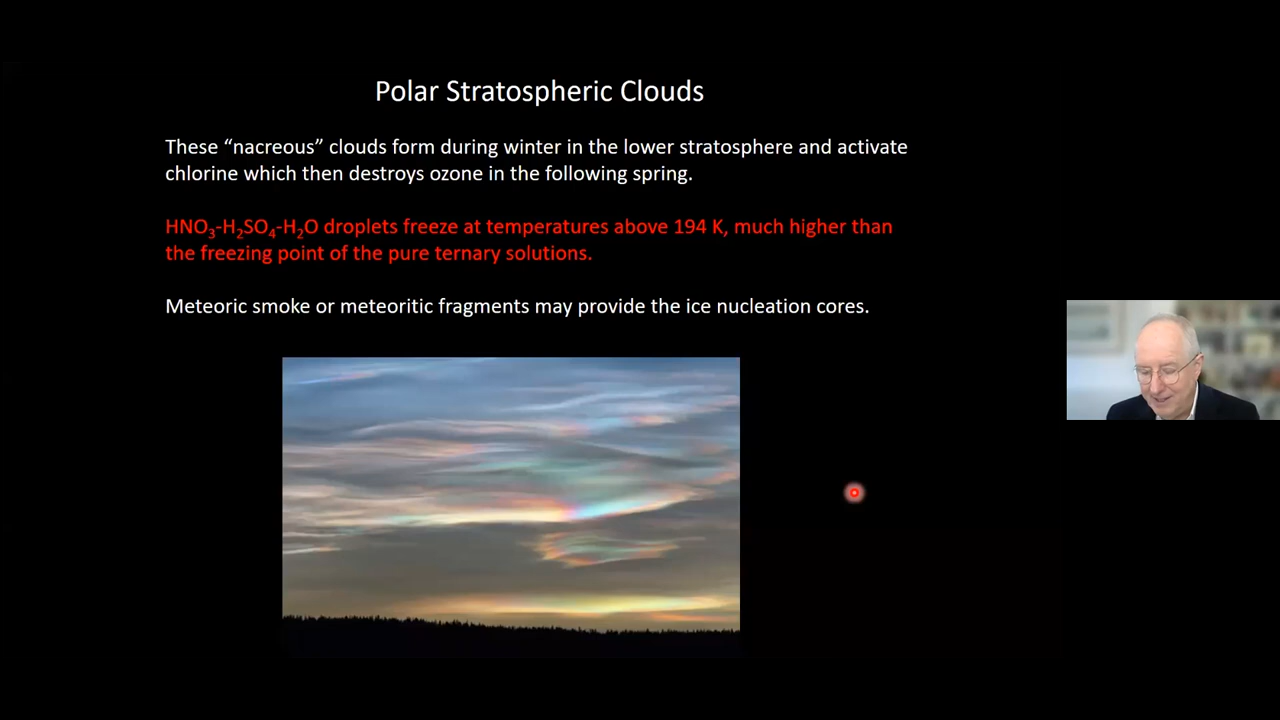 Polar Stratospheric Clouds
These “nacreous” clouds form during winter in the lower stratosphere and activate
chlorine which then destroys ozone in the following spring.
HNO₃-H₂SO₄-H₂O droplets freeze at temperatures above 194 K, much higher than
the freezing point of the pure ternary solutions.
Meteoric smoke or meteoritic fragments may provide the ice nucleation cores.